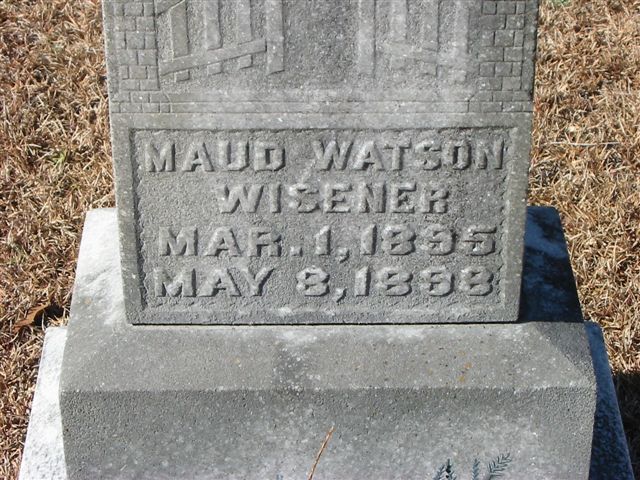 MAUD WATSON
WISENER
MAR. 1, 1895
MAY 8, 1898